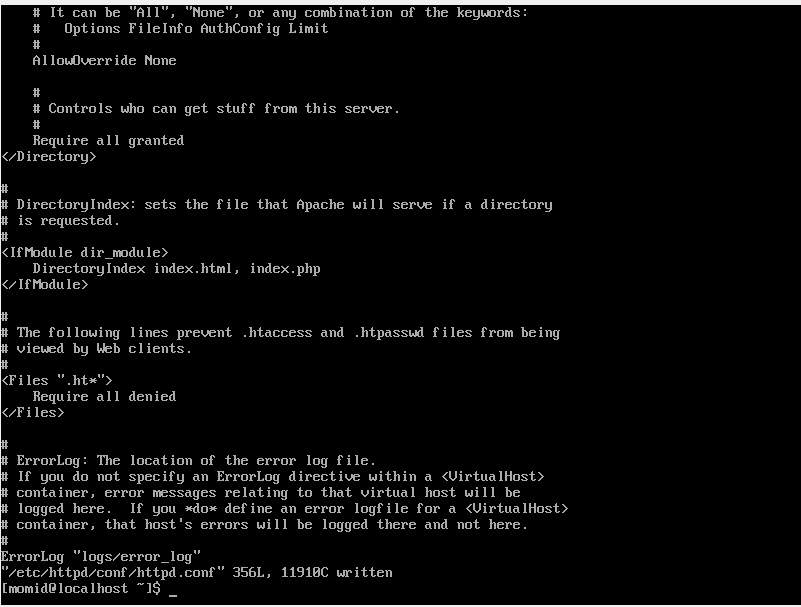 # It can be "All", "None", or any combination of the keywords:
    #   Options FileInfo AuthConfig Limit
    #
    AllowOverride None

    #
    # Controls who can get stuff from this server.
    #
    Require all granted
</Directory>

#
# DirectoryIndex: sets the file that Apache will serve if a directory
# is requested.
#
<IfModule dir_module>
    DirectoryIndex index.html, index.php
</IfModule>

#
# The following lines prevent .htaccess and .htpasswd files from being
# viewed by Web clients.
#
<Files ".ht*">
    Require all denied
</Files>

#
# ErrorLog: The location of the error log file.
# If you do not specify an ErrorLog directive within a <VirtualHost>
# container, error messages relating to that virtual host will be
# logged here.  If you *do* define an error logfile for a <VirtualHost>
# container, that host's errors will be logged there and not here.
#
ErrorLog "logs/error_log"
"/etc/httpd/conf/httpd.conf" 356L, 11910C written
[momid@localhost ~]$ _